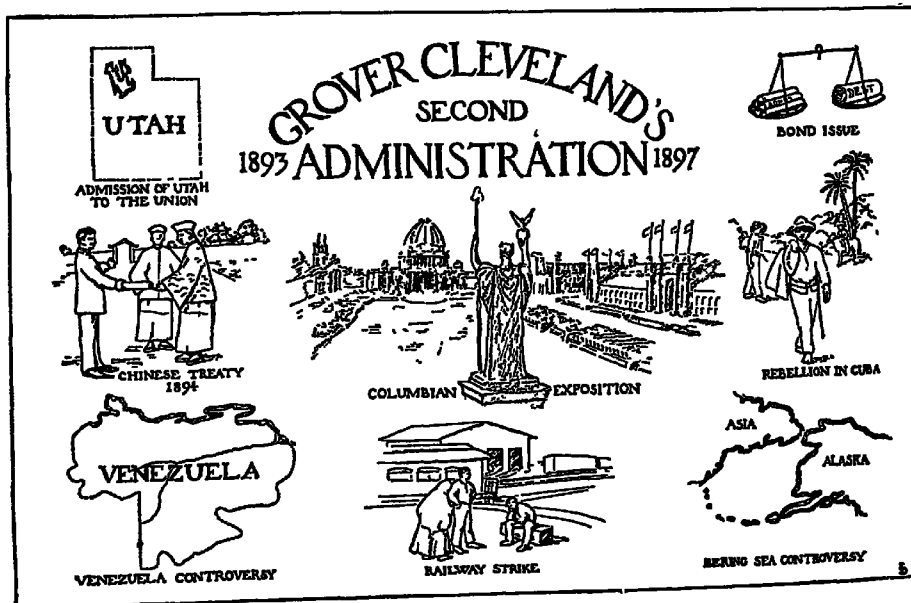 GROVER CLEVELAND'S
SECOND
1893 ADMINISTRATION 1897
UTAH
ADMISSION OF UTAH
TO THE UNION
DEBT
BOND ISSUE
CHINESE TREATY
1894
COLUMBIAN EXPOSITION
REBELLION IN CUBA
VENEZUELA
VENEZUELA CONTROVERSY
RAILWAY STRIKE
ASIA
ALASKA
BERING SEA CONTROVERSY